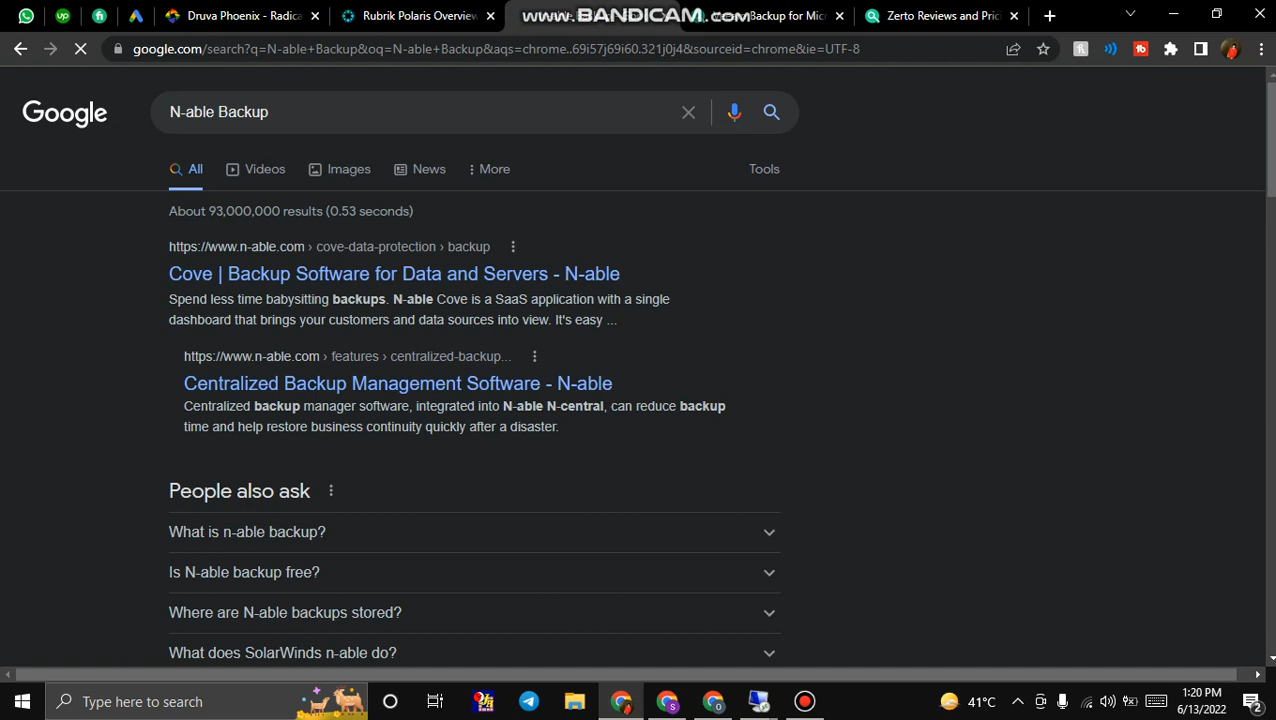 Druva Phoenix - Radica
Rubrik Polaris Overview
www.BANDICAM.com
Backup for Micr
Zerto Reviews and Pric
google.com/search?q=N-able+Backup&oq=N-able+Backup&aqs=chrome..69i57j69i60.321j0j4&sourceid=chrome&ie=UTF-8
Google
N-able Backup
All
Videos
Images
News
More
Tools
About 93,000,000 results (0.53 seconds)
https://www.n-able.com › cove-data-protection › backup
Cove | Backup Software for Data and Servers - N-able
Spend less time babysitting backups. N-able Cove is a SaaS application with a single
dashboard that brings your customers and data sources into view. It's easy ...
https://www.n-able.com › features › centralized-backup...
Centralized Backup Management Software - N-able
Centralized backup manager software, integrated into N-able N-central, can reduce backup
time and help restore business continuity quickly after a disaster.
People also ask
What is n-able backup?
Is N-able backup free?
Where are N-able backups stored?
What does SolarWinds n-able do?
Type here to search
41°C
1:20 PM
6/13/2022
2